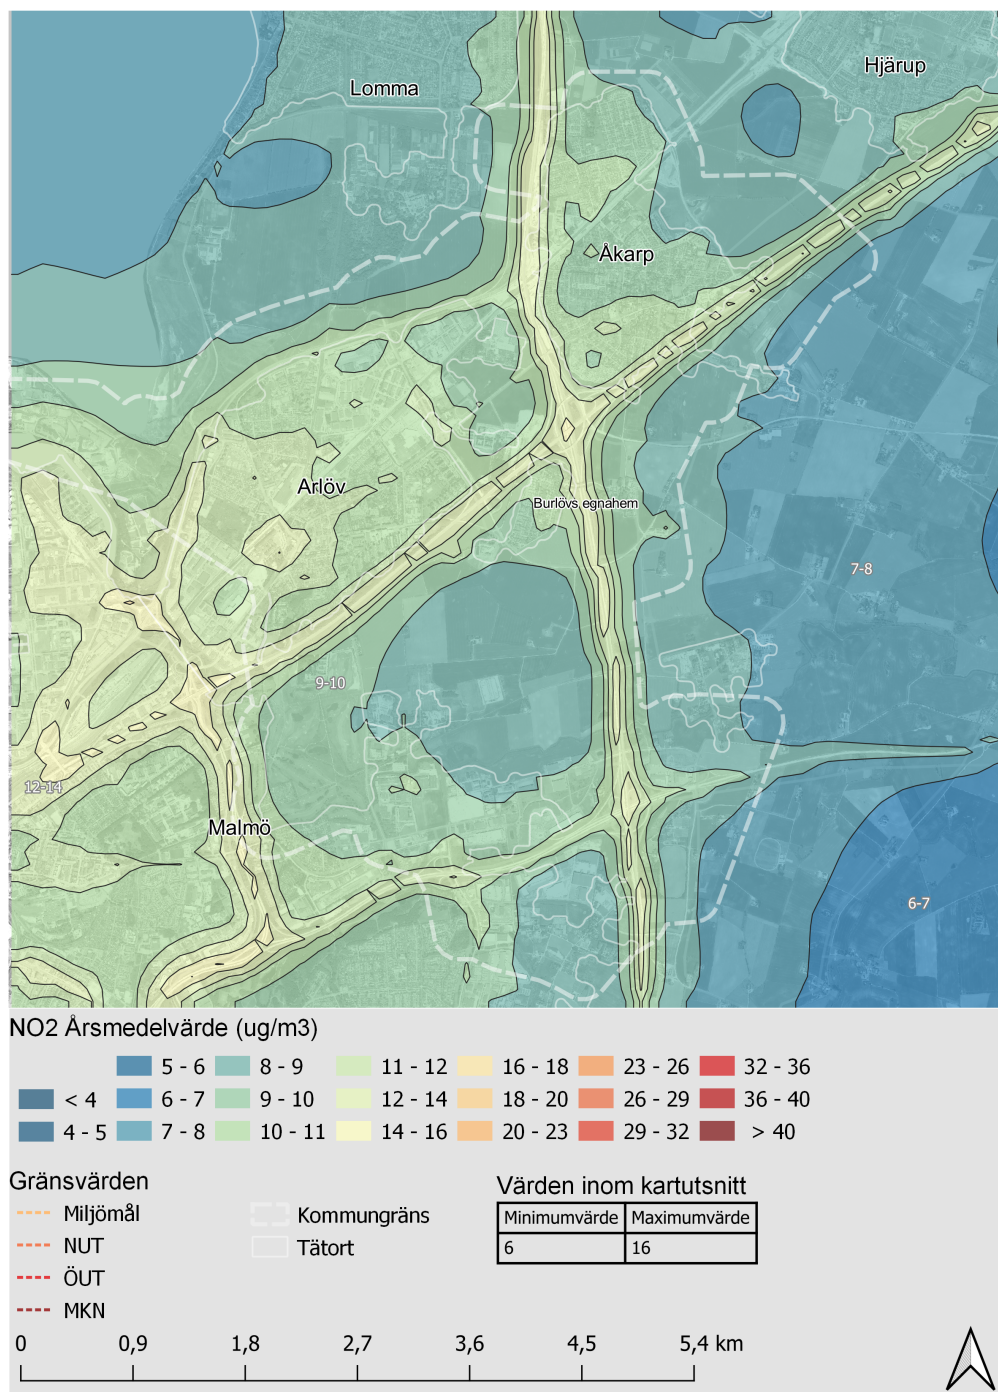 Hjärup
Lomma
Åkarp
Arlöv
Burlövs egnahem
7-8
9-10
12-14
Malmö
6-7
NO2 Årsmedelvärde (ug/m3)
5 - 6 8 - 9 11 - 12 16 - 18 23 - 26 32 - 36
< 4 6 - 7 9 - 10 12 - 14 18 - 20 26 - 29 36 - 40
4 - 5 7 - 8 10 - 11 14 - 16 20 - 23 29 - 32 > 40
Gränsvärden
Miljömål
NUT
ÖUT
MKN
Kommungräns
Tätort
Värden inom kartutsnitt
Minimumvärde Maximumvärde
6 16
0 0,9 1,8 2,7 3,6 4,5 5,4 km